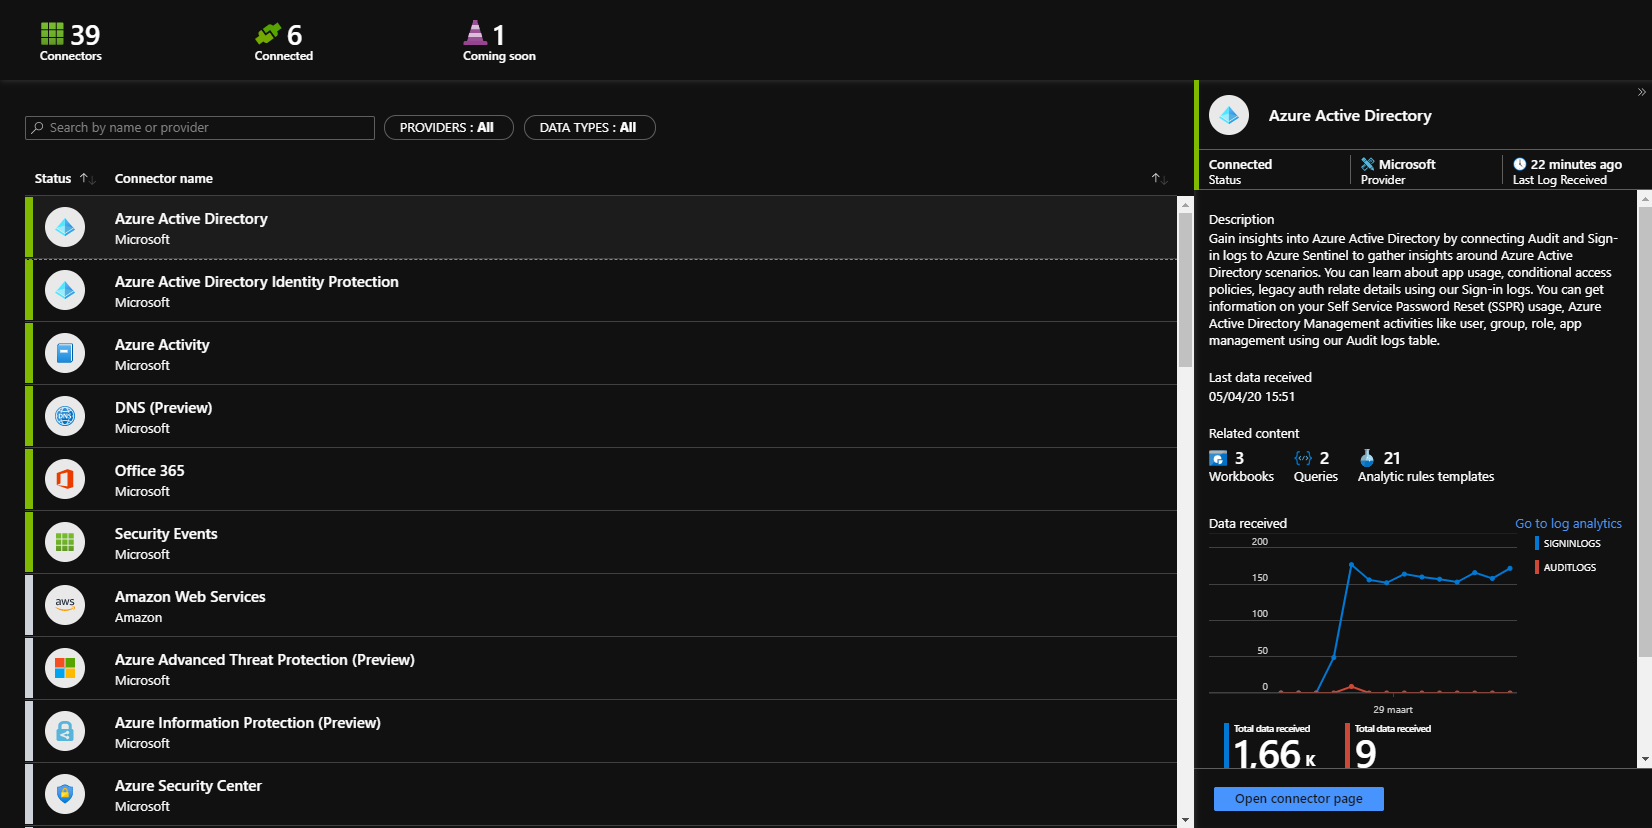 39
Connectors
6
Connected
1
Coming soon
Search by name or provider
PROVIDERS : All
DATA TYPES : All
Status
Connector name
Azure Active Directory
Microsoft
Azure Active Directory Identity Protection
Microsoft
Azure Activity
Microsoft
DNS
DNS (Preview)
Microsoft
Office 365
Microsoft
Security Events
Microsoft
aws
Amazon Web Services
Amazon
Azure Advanced Threat Protection (Preview)
Microsoft
Azure Information Protection (Preview)
Microsoft
Azure Security Center
Microsoft
Azure Active Directory
Connected
Status
Microsoft
Provider
22 minutes ago
Last Log Received
Description
Gain insights into Azure Active Directory by connecting Audit and Sign-
in logs to Azure Sentinel to gather insights around Azure Active
Directory scenarios. You can learn about app usage, conditional access
policies, legacy auth relate details using our Sign-in logs. You can get
information on your Self Service Password Reset (SSPR) usage, Azure
Active Directory Management activities like user, group, role, app
management using our Audit logs table.
Last data received
05/04/20 15:51
Related content
3
Workbooks
2
Queries
21
Analytic rules templates
Data received
Go to log analytics
200
150
100
50
0
29 maart
SIGNINLOGS
AUDITLOGS
Total data received
1,66 K
Total data received
9
Open connector page